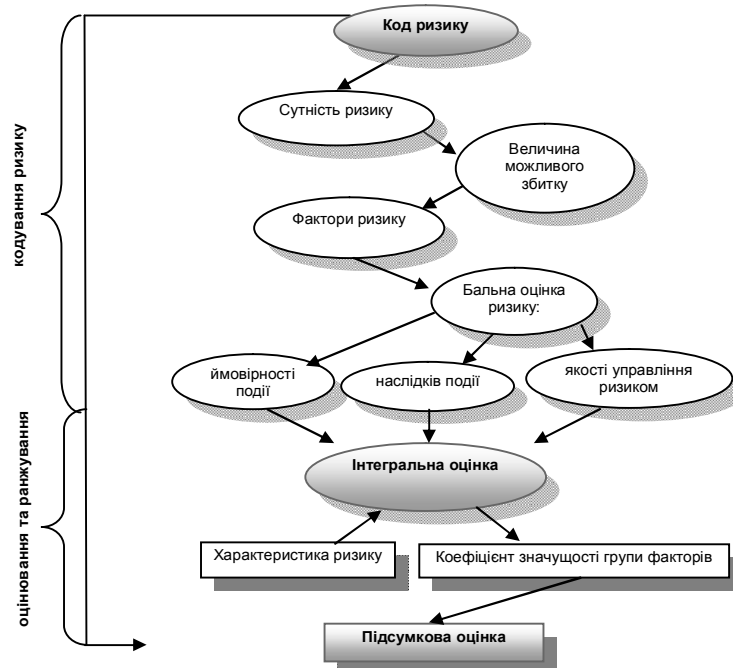 Код ризику
Сутність ризику
Величина
можливого
збитку
Фактори ризику
Бальна оцінка
ризику:
ймовірності
події
наслідків події
якості управління
ризиком
Інтегральна оцінка
Характеристика ризику
Коефіцієнт значущості групи факторів
Підсумкова оцінка
кодування ризику
оцінювання та ранжування